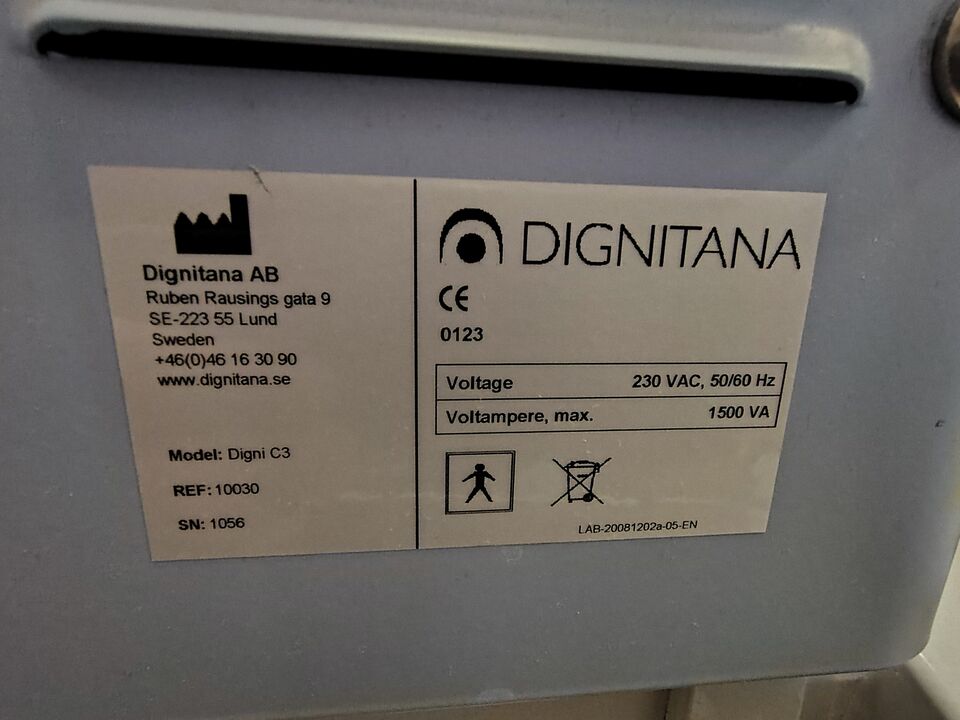 Dignitana AB
Ruben Rausings gata 9
SE-223 55 Lund
Sweden
+46(0)46 16 30 90
www.dignitana.se
Model: Digni C3
REF: 10030
SN: 1056
DIGNITANA
CE
0123
Voltage 230 VAC, 50/60 Hz
Voltampere, max. 1500 VA
LAB-20081202a-05-EN